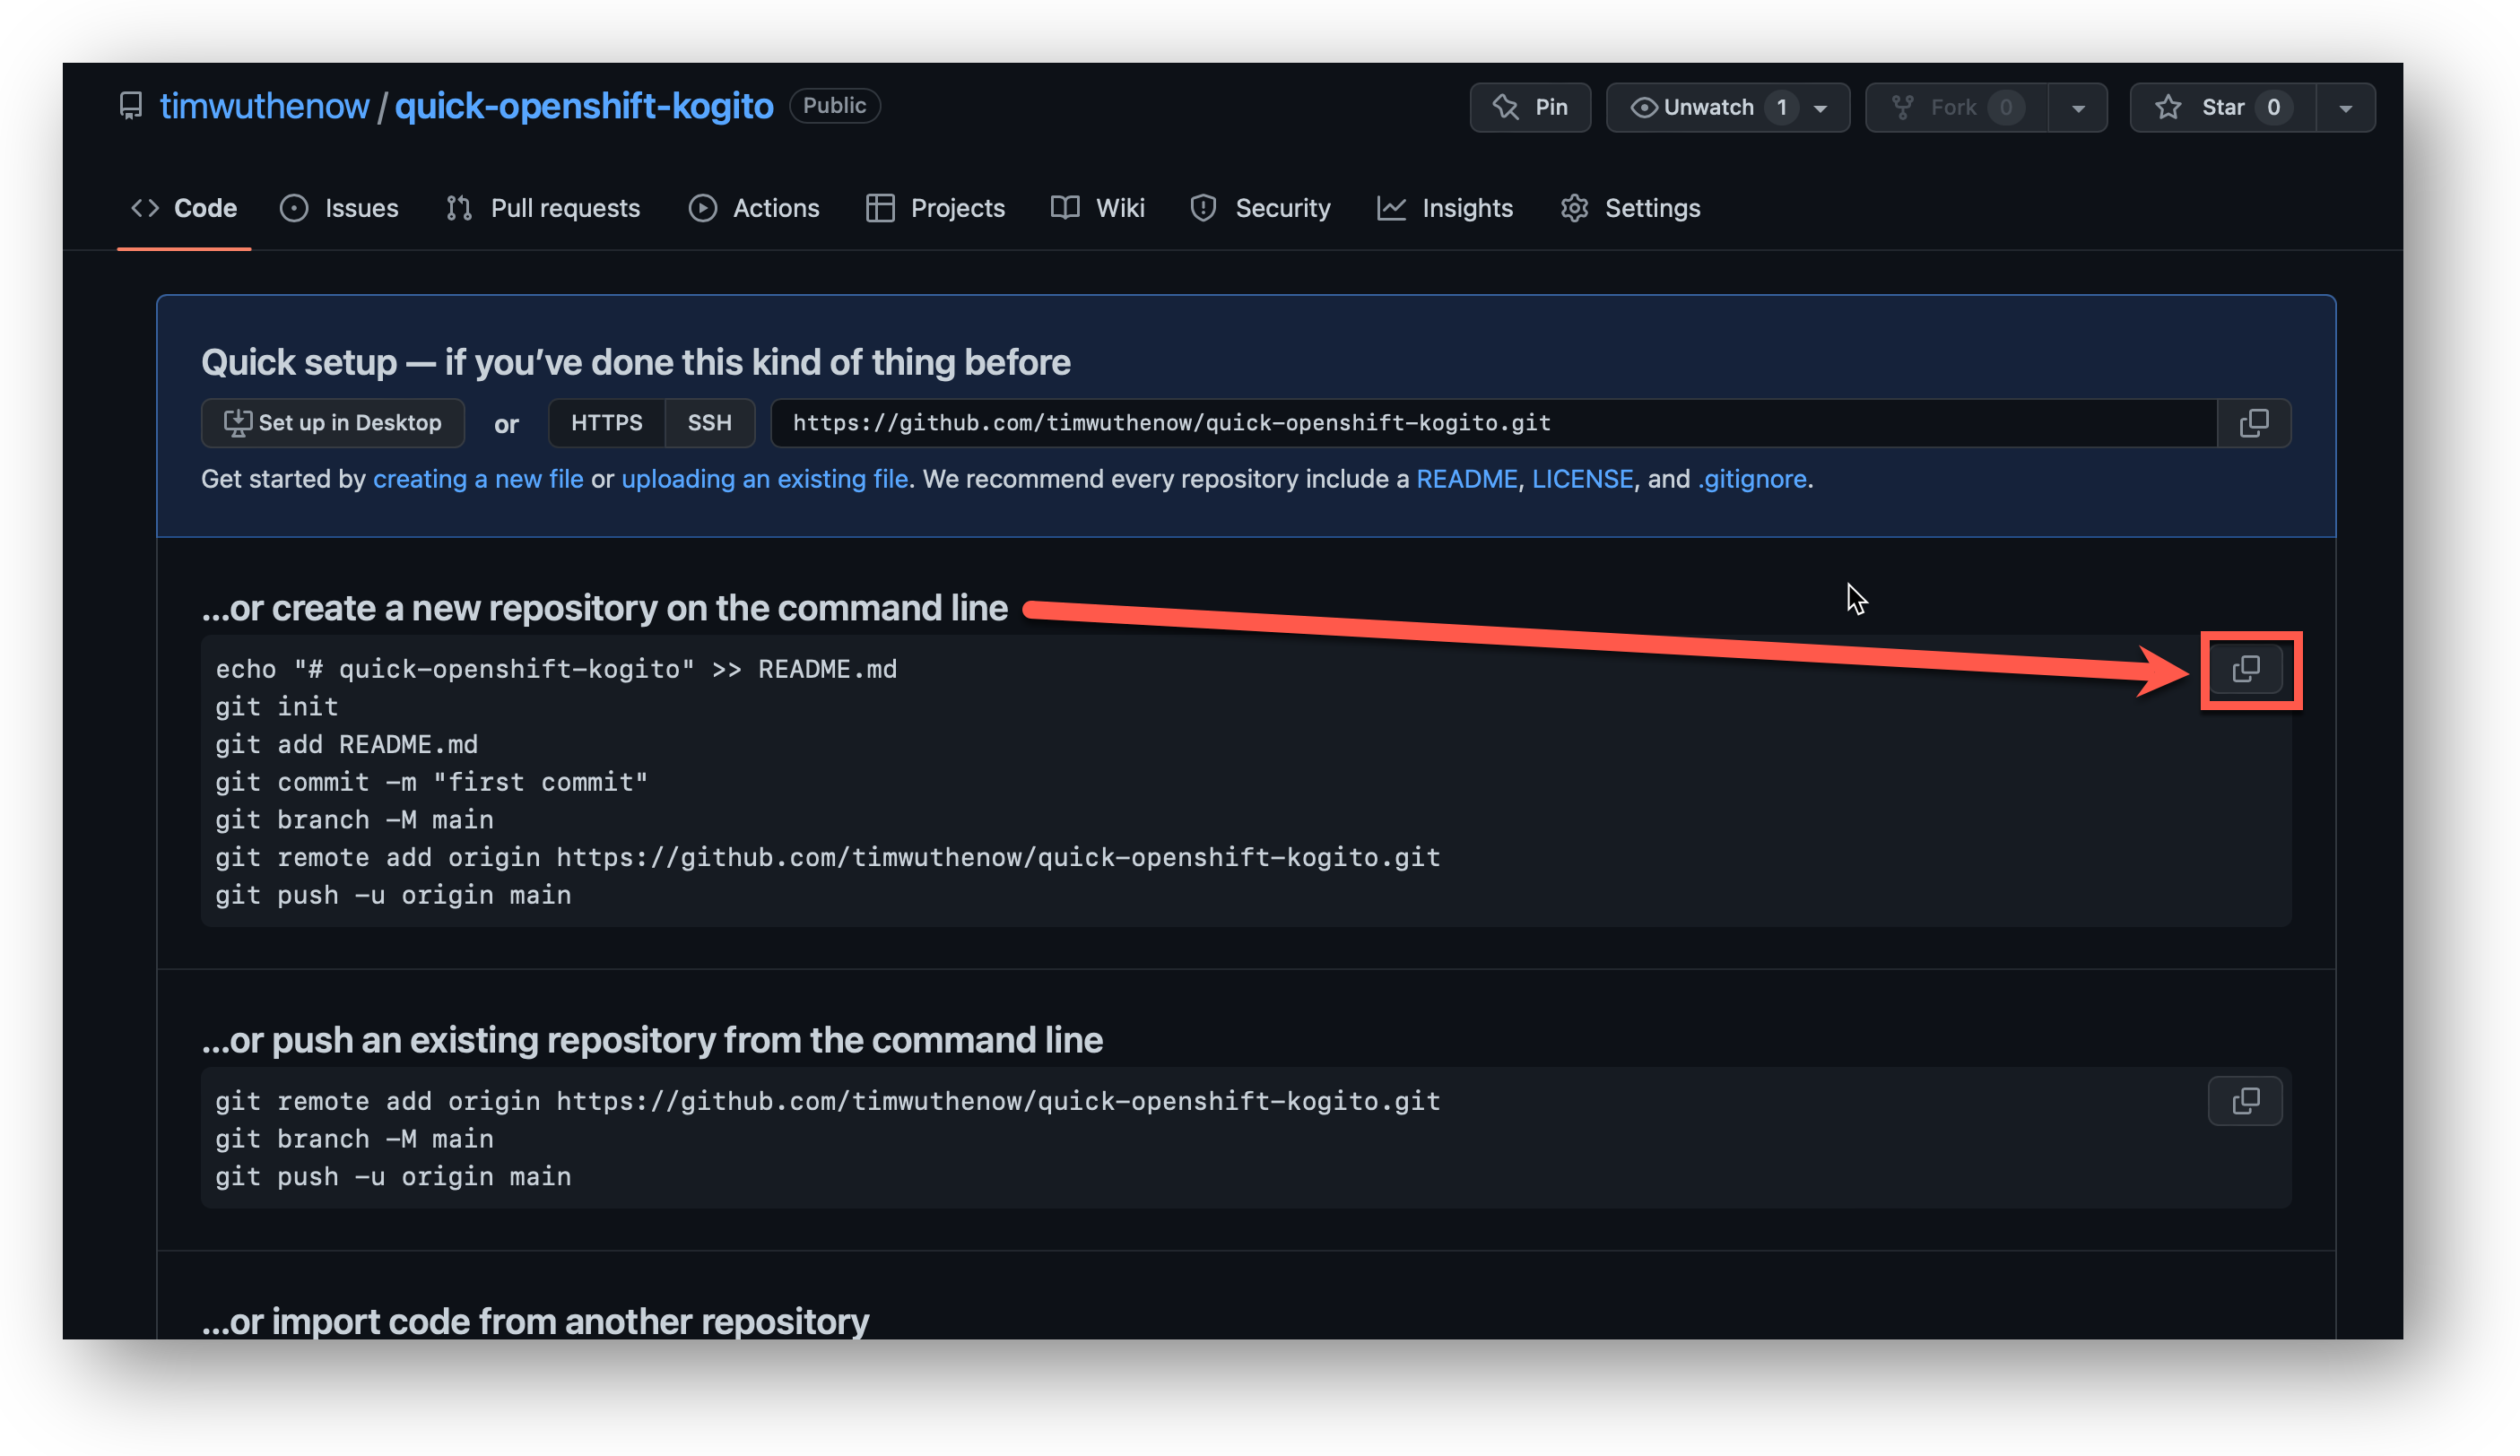 timwuthenow / quick-openshift-kogito Public
Pin Unwatch 1 Fork 0 Star 0
Code Issues Pull requests Actions Projects Wiki Security Insights Settings
Quick setup — if you’ve done this kind of thing before
Set up in Desktop or HTTPS SSH https://github.com/timwuthenow/quick-openshift-kogito.git
Get started by creating a new file or uploading an existing file. We recommend every repository include a README, LICENSE, and .gitignore.
…or create a new repository on the command line
echo "# quick-openshift-kogito" >> README.md
git init
git add README.md
git commit -m "first commit"
git branch -M main
git remote add origin https://github.com/timwuthenow/quick-openshift-kogito.git
git push -u origin main
…or push an existing repository from the command line
git remote add origin https://github.com/timwuthenow/quick-openshift-kogito.git
git branch -M main
git push -u origin main
…or import code from another repository